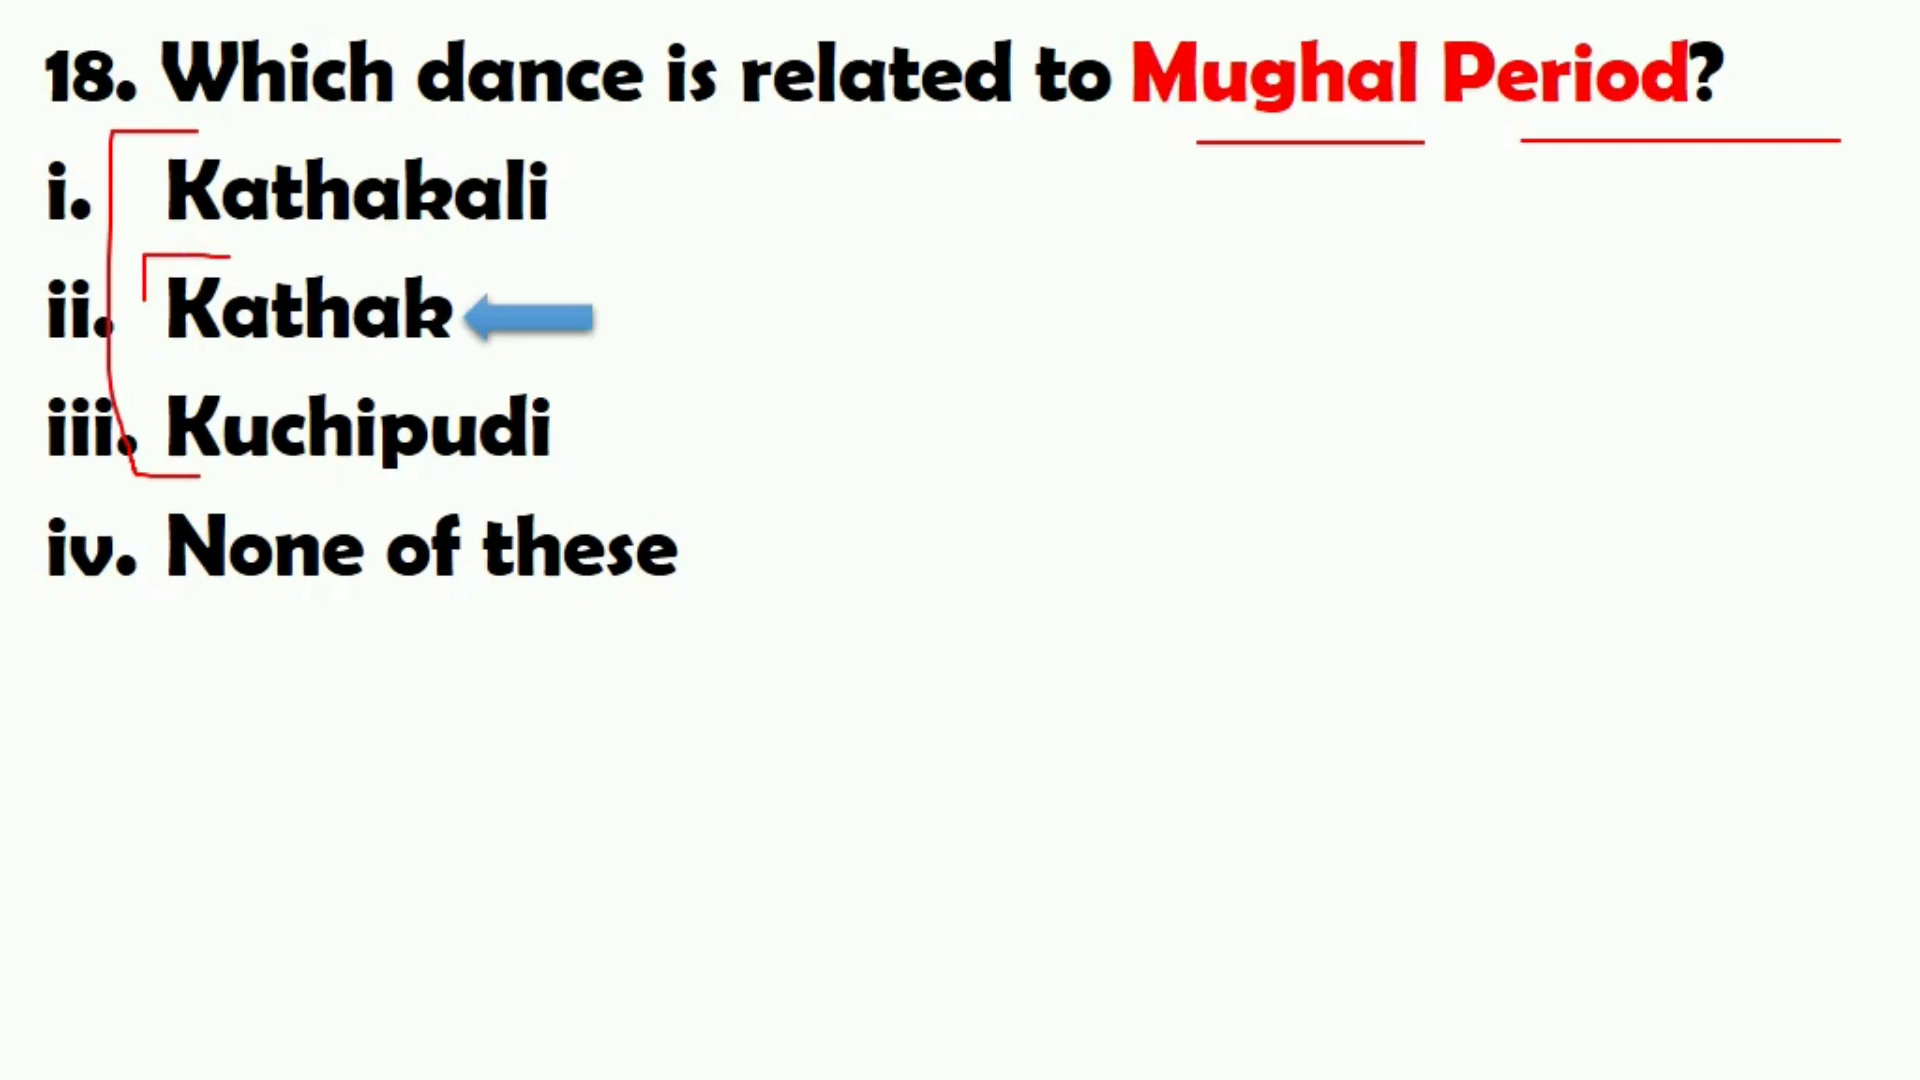 18. Which dance is related to Mughal Period?
i. Kathakali
ii. Kathak
iii. Kuchipudi
iv. None of these